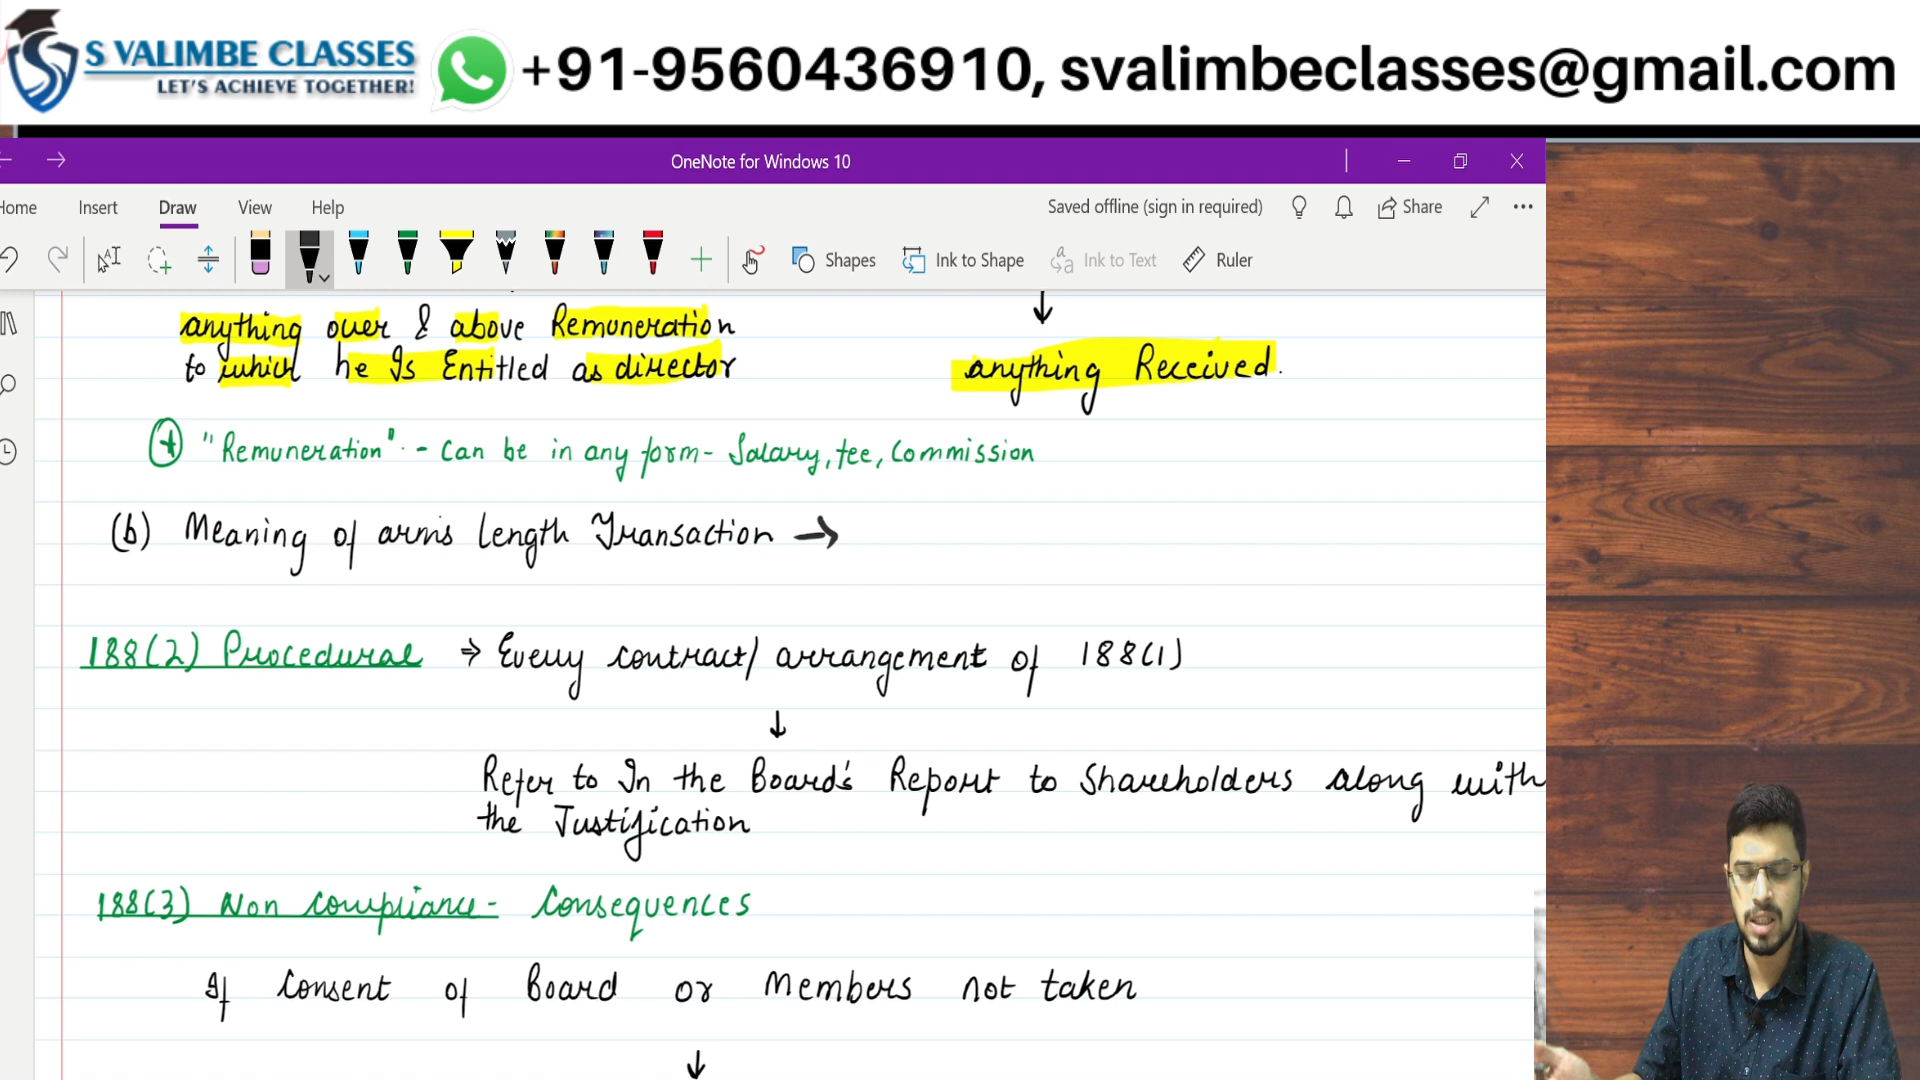 S VALIMBE CLASSES
LET'S ACHIEVE TOGETHER!
+91-9560436910, svalimbeclasses@gmail.com
OneNote for Windows 10
Home Insert Draw View Help
Saved offline (sign in required) Share
Shapes Ink to Shape Ink to Text Ruler
anything over & above Remuneration
to which he Is Entitled as director
anything Received.
"Remuneration" - Can be in any form - Salary, fee, Commission
(b) Meaning of arm's length Transaction →
188(2) Procedural ⇒ Every contract/ arrangement of 188(1)
↓
Refer to In the Board's Report to Shareholders along with
the Justification
188(3) Non compliance - Consequences
If Consent of Board or Members not taken
↓